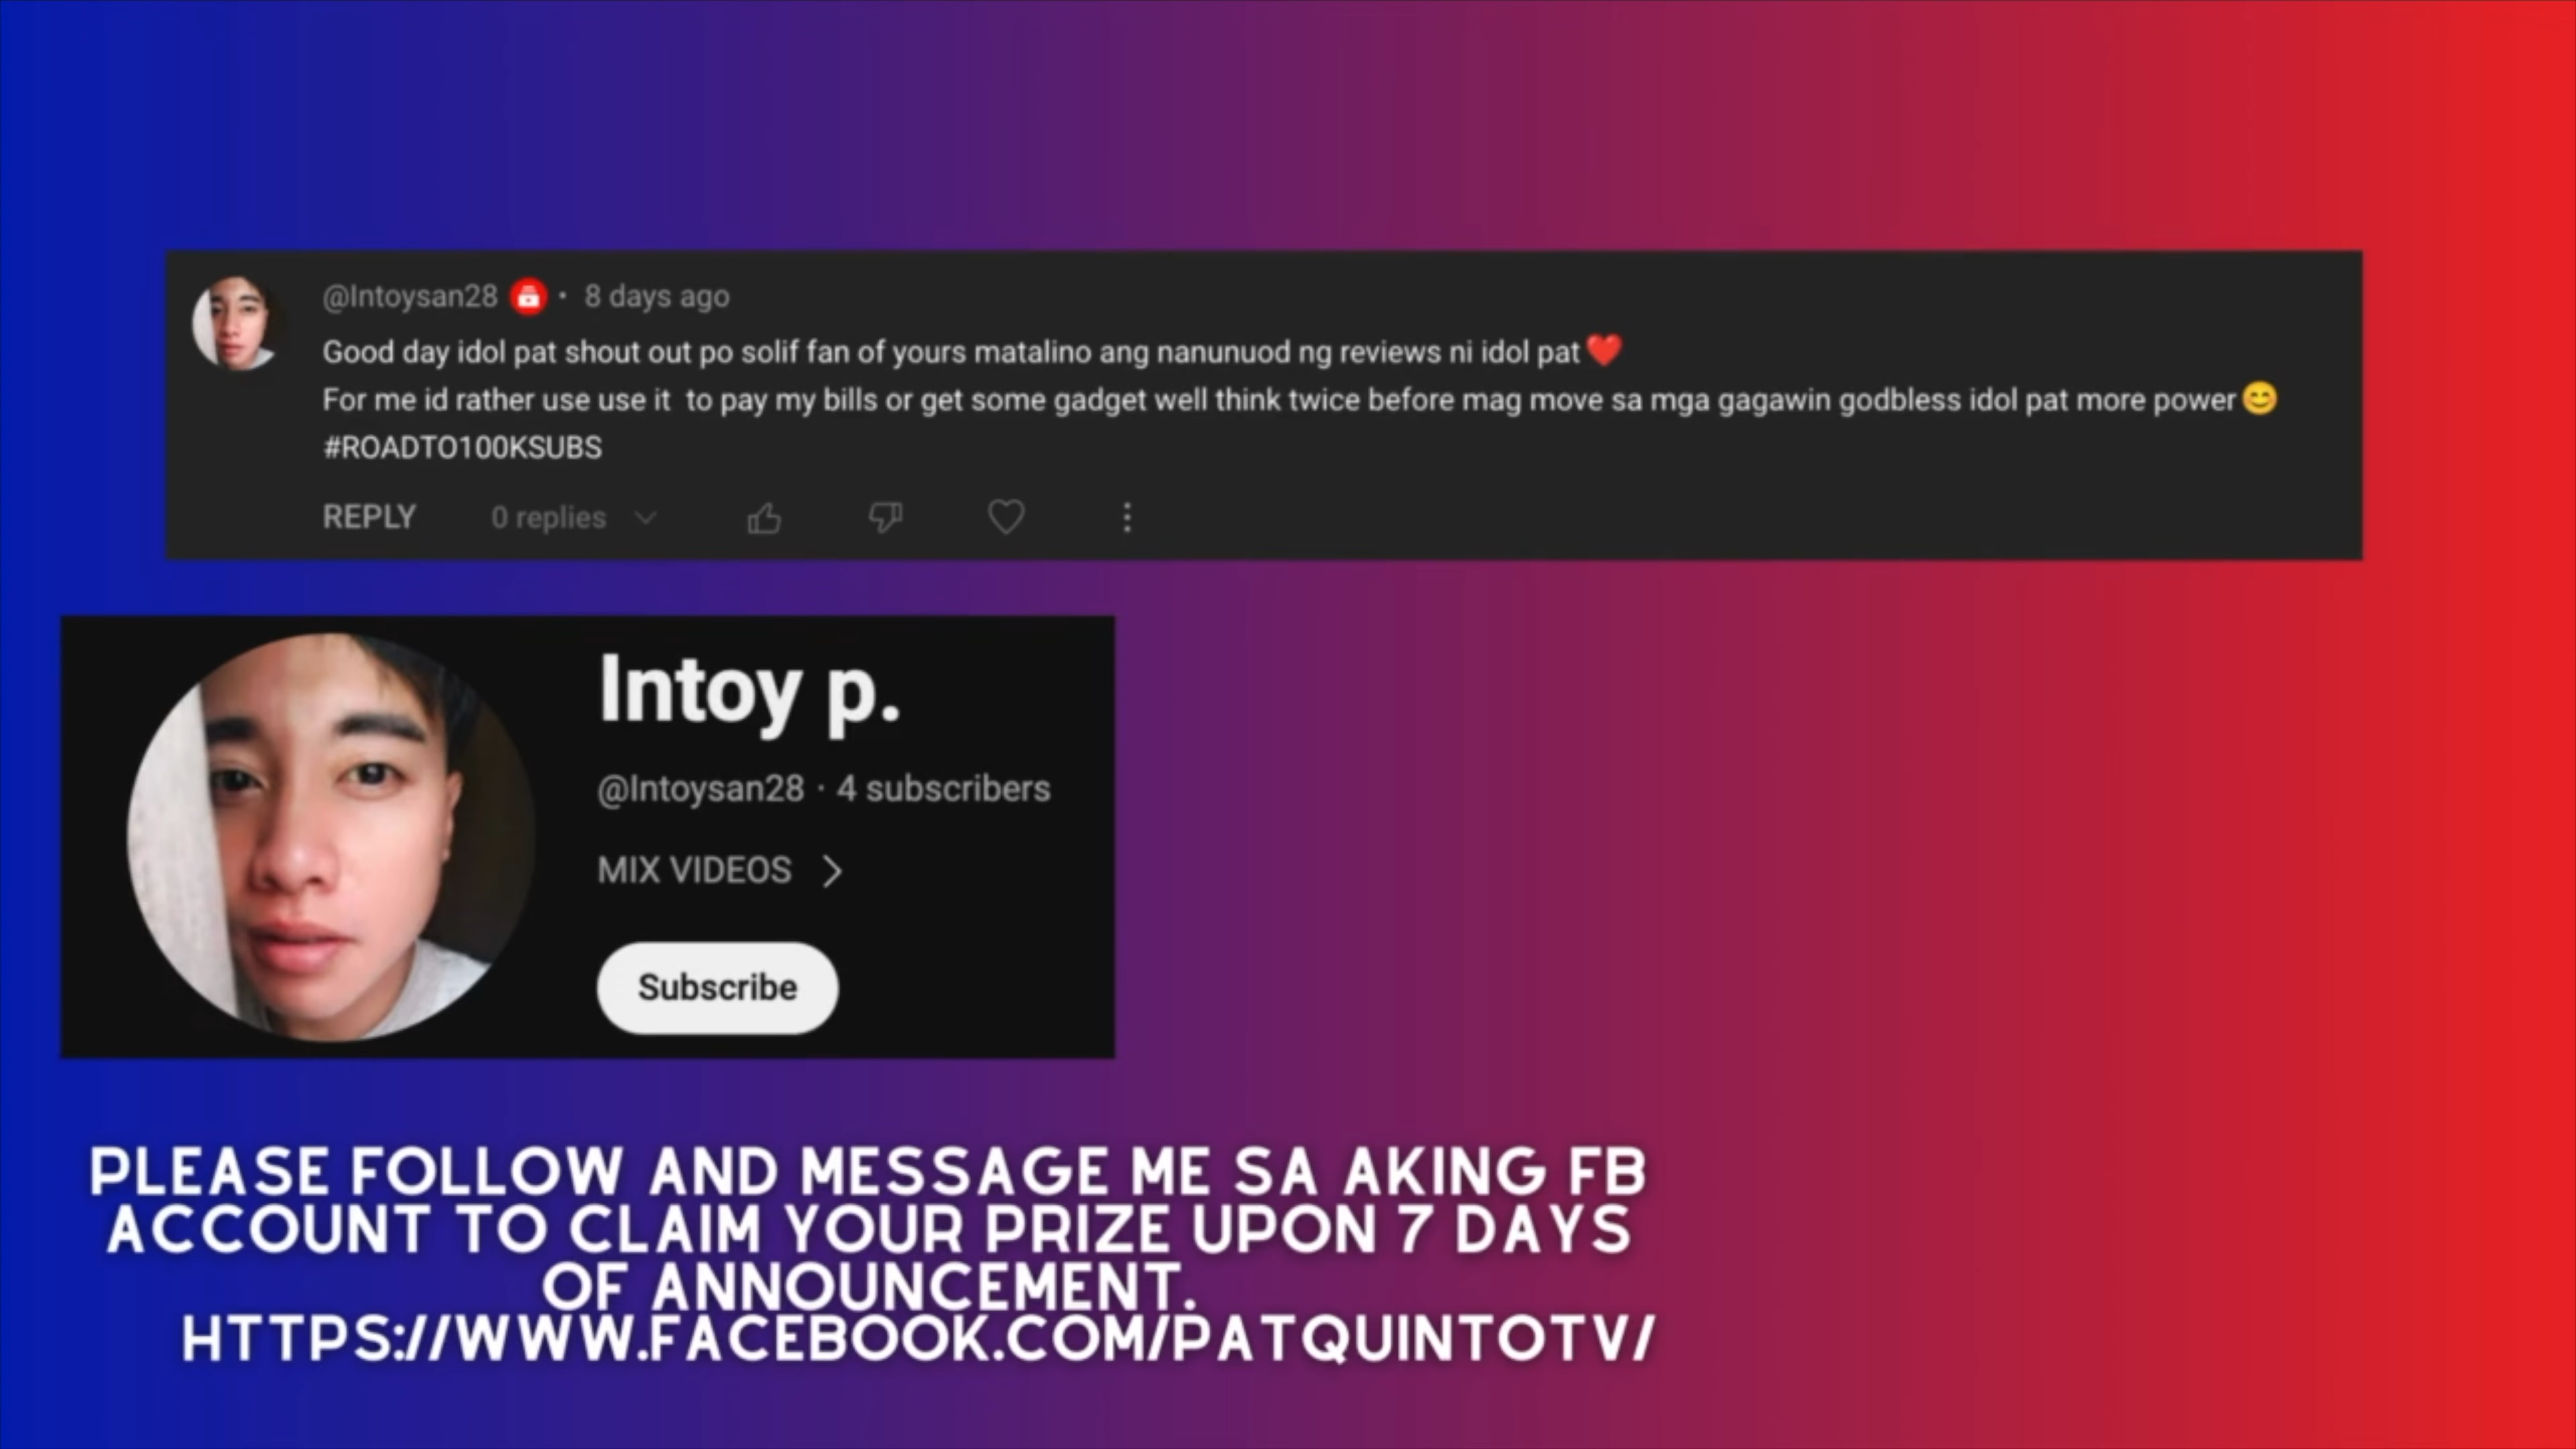 @Intoysan28 · 8 days ago
Good day idol pat shout out po solif fan of yours matalino ang nanunuod ng reviews ni idol pat❤️
For me id rather use use it to pay my bills or get some gadget well think twice before mag move sa mga gagawin godbless idol pat more power😊
#ROADTO100KSUBS
REPLY 0 replies
Intoy p.
@Intoysan28 · 4 subscribers
MIX VIDEOS >
Subscribe
PLEASE FOLLOW AND MESSAGE ME SA AKING FB
ACCOUNT TO CLAIM YOUR PRIZE UPON 7 DAYS
OF ANNOUNCEMENT.
HTTPS://WWW.FACEBOOK.COM/PATQUINTOTV/